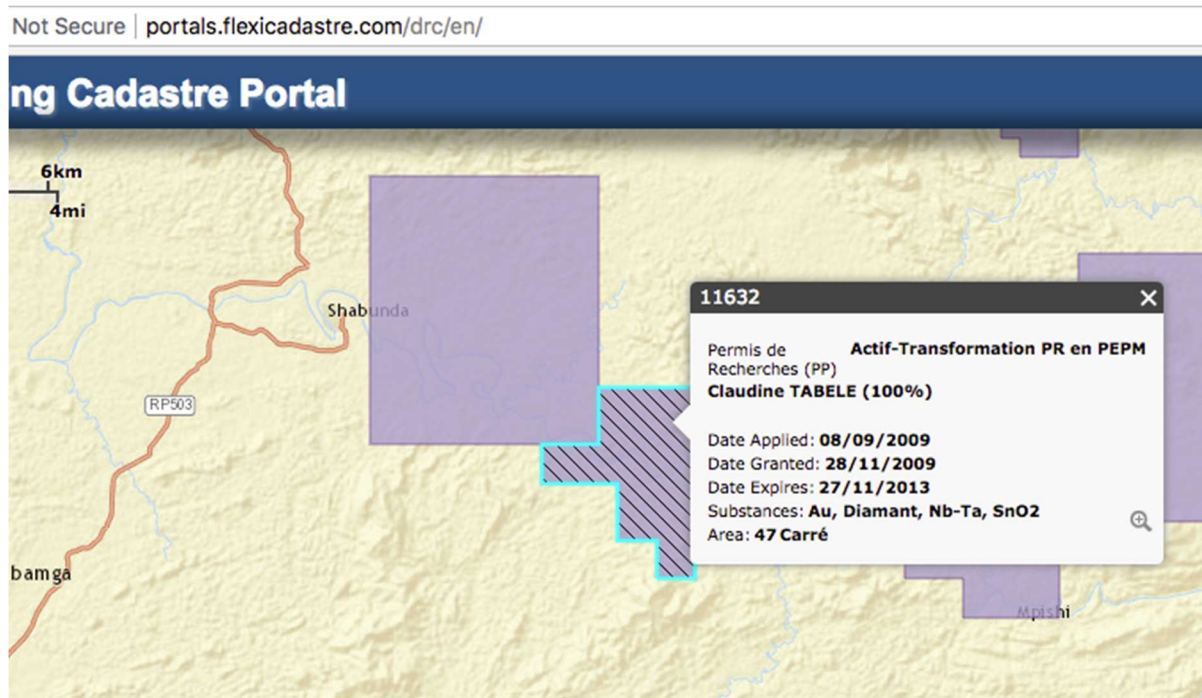 Not Secure | portals.flexicadastre.com/drc/en/
ng Cadastre Portal
6km
4mi
Shabunda
RP503
bamga
Mpishi
11632
Permis de Recherches (PP) Actif-Transformation PR en PEPM
Claudine TABELE (100%)
Date Applied: 08/09/2009
Date Granted: 28/11/2009
Date Expires: 27/11/2013
Substances: Au, Diamant, Nb-Ta, SnO2
Area: 47 Carré